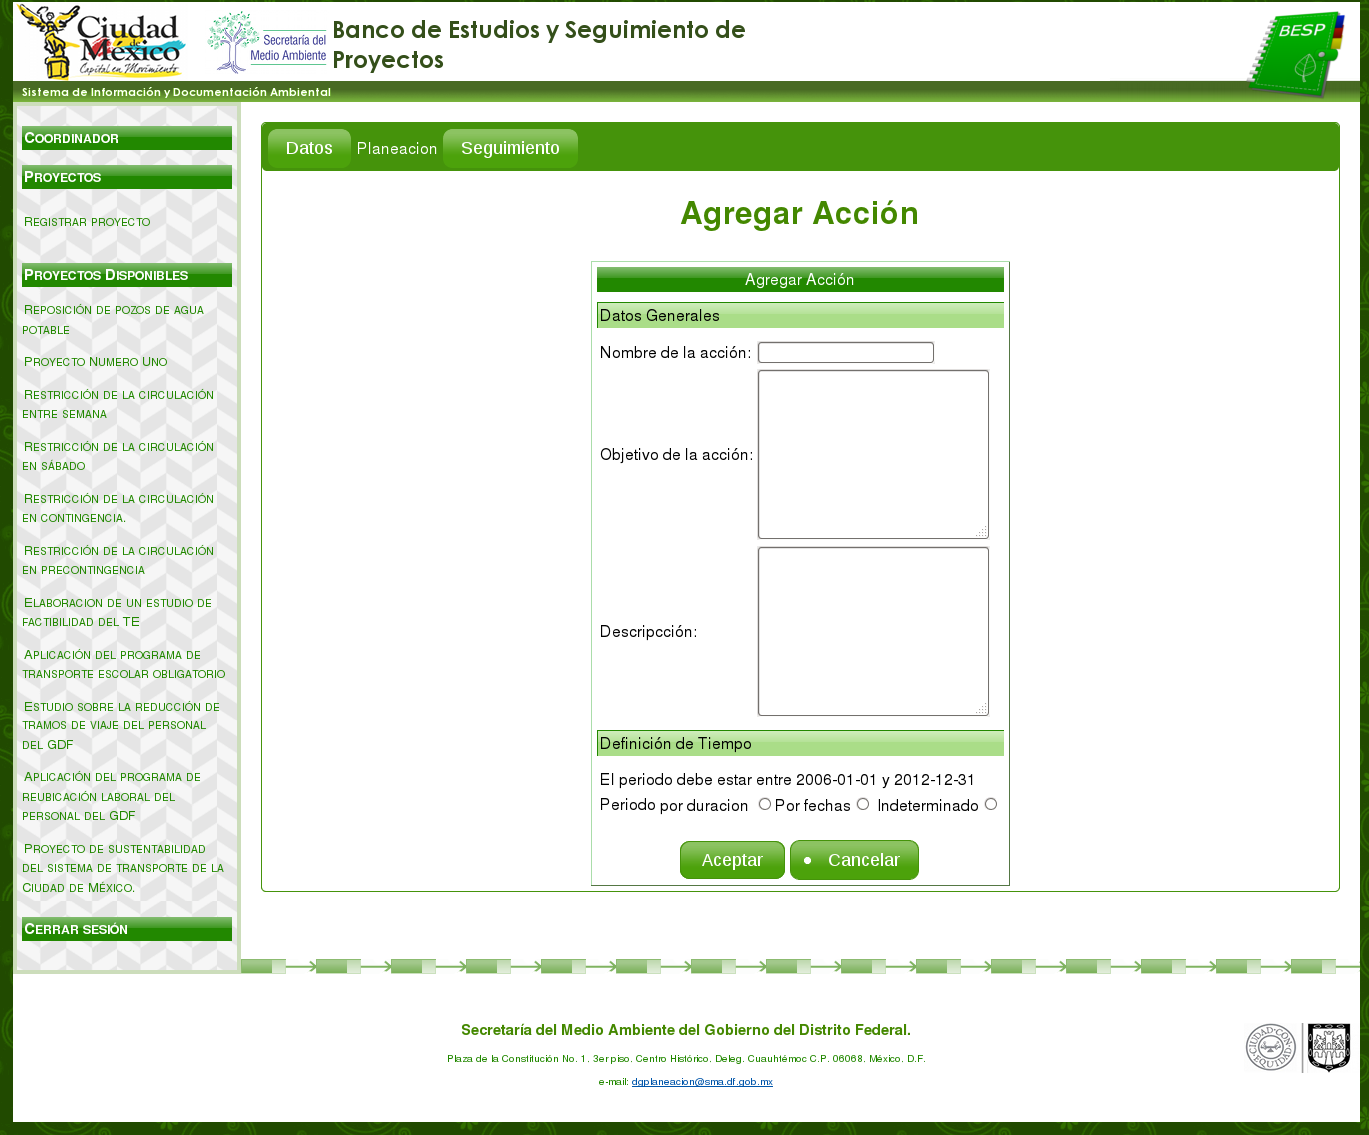 Ciudad de México
Capital en Movimiento
Secretaría del
Medio Ambiente
Banco de Estudios y Seguimiento de
Proyectos
BESP
Sistema de Información y Documentación Ambiental
COORDINADOR
PROYECTOS
REGISTRAR PROYECTO
PROYECTOS DISPONIBLES
REPOSICIÓN DE POZOS DE AGUA
POTABLE
PROYECTO NUMERO UNO
RESTRICCIÓN DE LA CIRCULACIÓN
ENTRE SEMANA
RESTRICCIÓN DE LA CIRCULACIÓN
EN SÁBADO
RESTRICCIÓN DE LA CIRCULACIÓN
EN CONTINGENCIA.
RESTRICCIÓN DE LA CIRCULACIÓN
EN PRECONTINGENCIA
ELABORACION DE UN ESTUDIO DE
FACTIBILIDAD DEL TE
APLICACIÓN DEL PROGRAMA DE
TRANSPORTE ESCOLAR OBLIGATORIO
ESTUDIO SOBRE LA REDUCCIÓN DE
TRAMOS DE VIAJE DEL PERSONAL
DEL GDF
APLICACIÓN DEL PROGRAMA DE
REUBICACIÓN LABORAL DEL
PERSONAL DEL GDF
PROYECTO DE SUSTENTABILIDAD
DEL SISTEMA DE TRANSPORTE DE LA
CIUDAD DE MÉXICO.
CERRAR SESIÓN
Datos Planeacion Seguimiento
Agregar Acción
Agregar Acción
Datos Generales
Nombre de la acción:
Objetivo de la acción:
Descripcción:
Definición de Tiempo
El periodo debe estar entre 2006-01-01 y 2012-12-31
Periodo por duracion Por fechas Indeterminado
Aceptar • Cancelar
Secretaría del Medio Ambiente del Gobierno del Distrito Federal.
Plaza de la Constitución No. 1, 3er piso. Centro Histórico. Deleg. Cuauhtémoc C.P. 06068. México. D.F.
e-mail: dgplaneacion@sma.df.gob.mx
CIUDAD CON
EQUIDAD